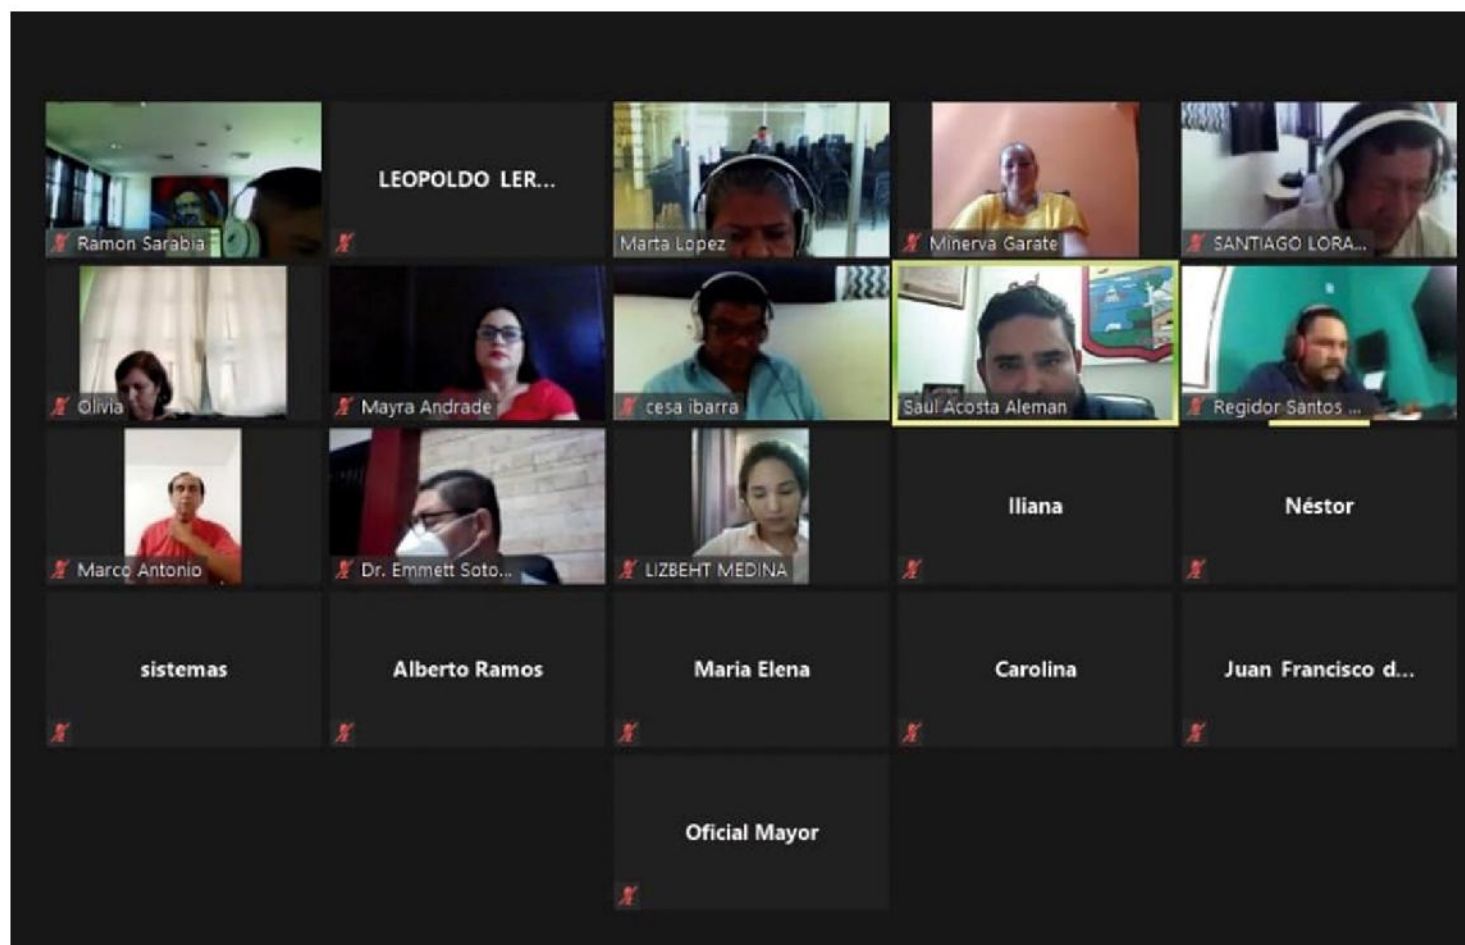 Ramon Sarabia
LEOPOLDO LER...
Marta Lopez
Minerva Garate
SANTIAGO LORA...
Olivia
Mayra Andrade
cesa ibarra
Saúl Acosta Aleman
Regidor Santos ...
Marco Antonio
Dr. Emmett Soto...
LIZBEHT MEDINA
Iliana
Néstor
sistemas
Alberto Ramos
Maria Elena
Carolina
Juan Francisco d...
Oficial Mayor